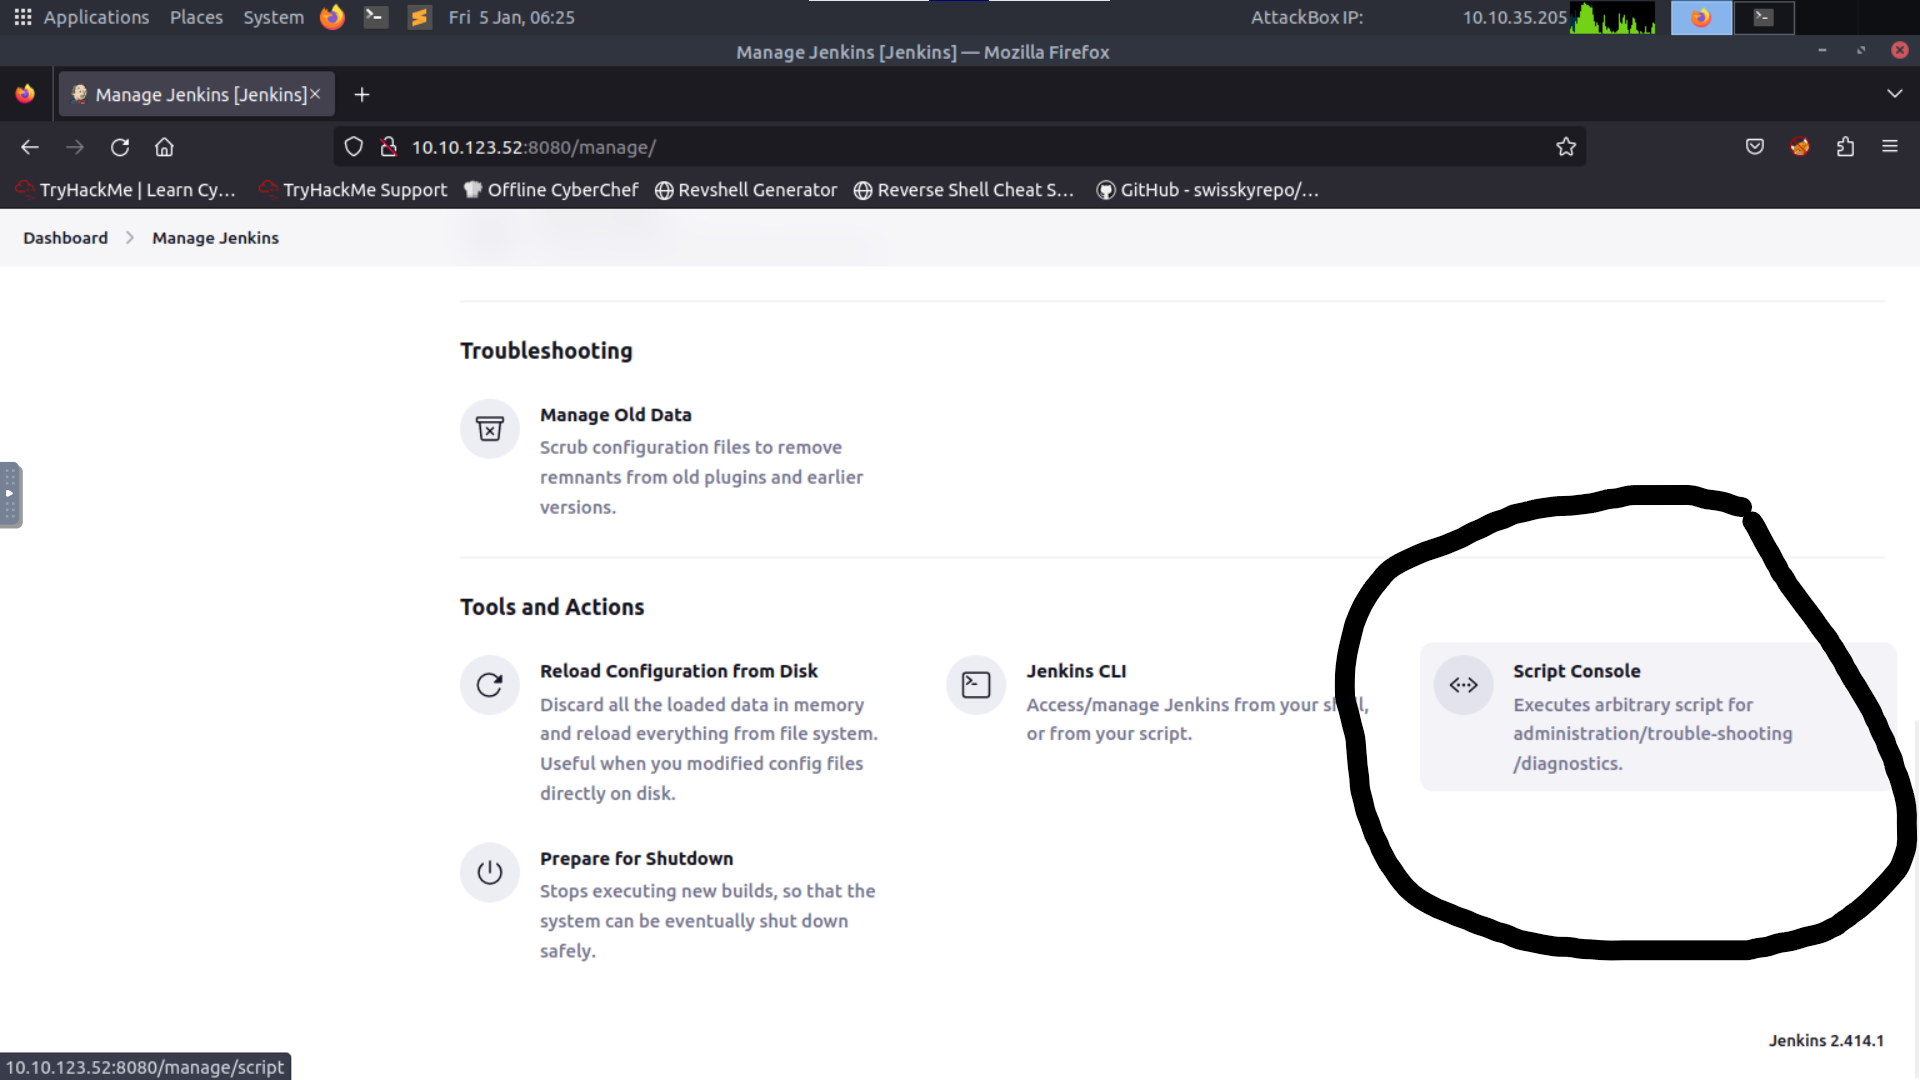 Applications Places System Fri 5 Jan, 06:25 AttackBox IP: 10.10.35.205
Manage Jenkins [Jenkins] — Mozilla Firefox
Manage Jenkins [Jenkins]
10.10.123.52:8080/manage/
TryHackMe | Learn Cy… TryHackMe Support Offline CyberChef Revshell Generator Reverse Shell Cheat S… GitHub - swisskyrepo/…
Dashboard Manage Jenkins
Troubleshooting
Manage Old Data
Scrub configuration files to remove
remnants from old plugins and earlier
versions.
Tools and Actions
Reload Configuration from Disk
Discard all the loaded data in memory
and reload everything from file system.
Useful when you modified config files
directly on disk.
Jenkins CLI
Access/manage Jenkins from your shell,
or from your script.
Script Console
Executes arbitrary script for
administration/trouble-shooting
/diagnostics.
Prepare for Shutdown
Stops executing new builds, so that the
system can be eventually shut down
safely.
Jenkins 2.414.1
10.10.123.52:8080/manage/script